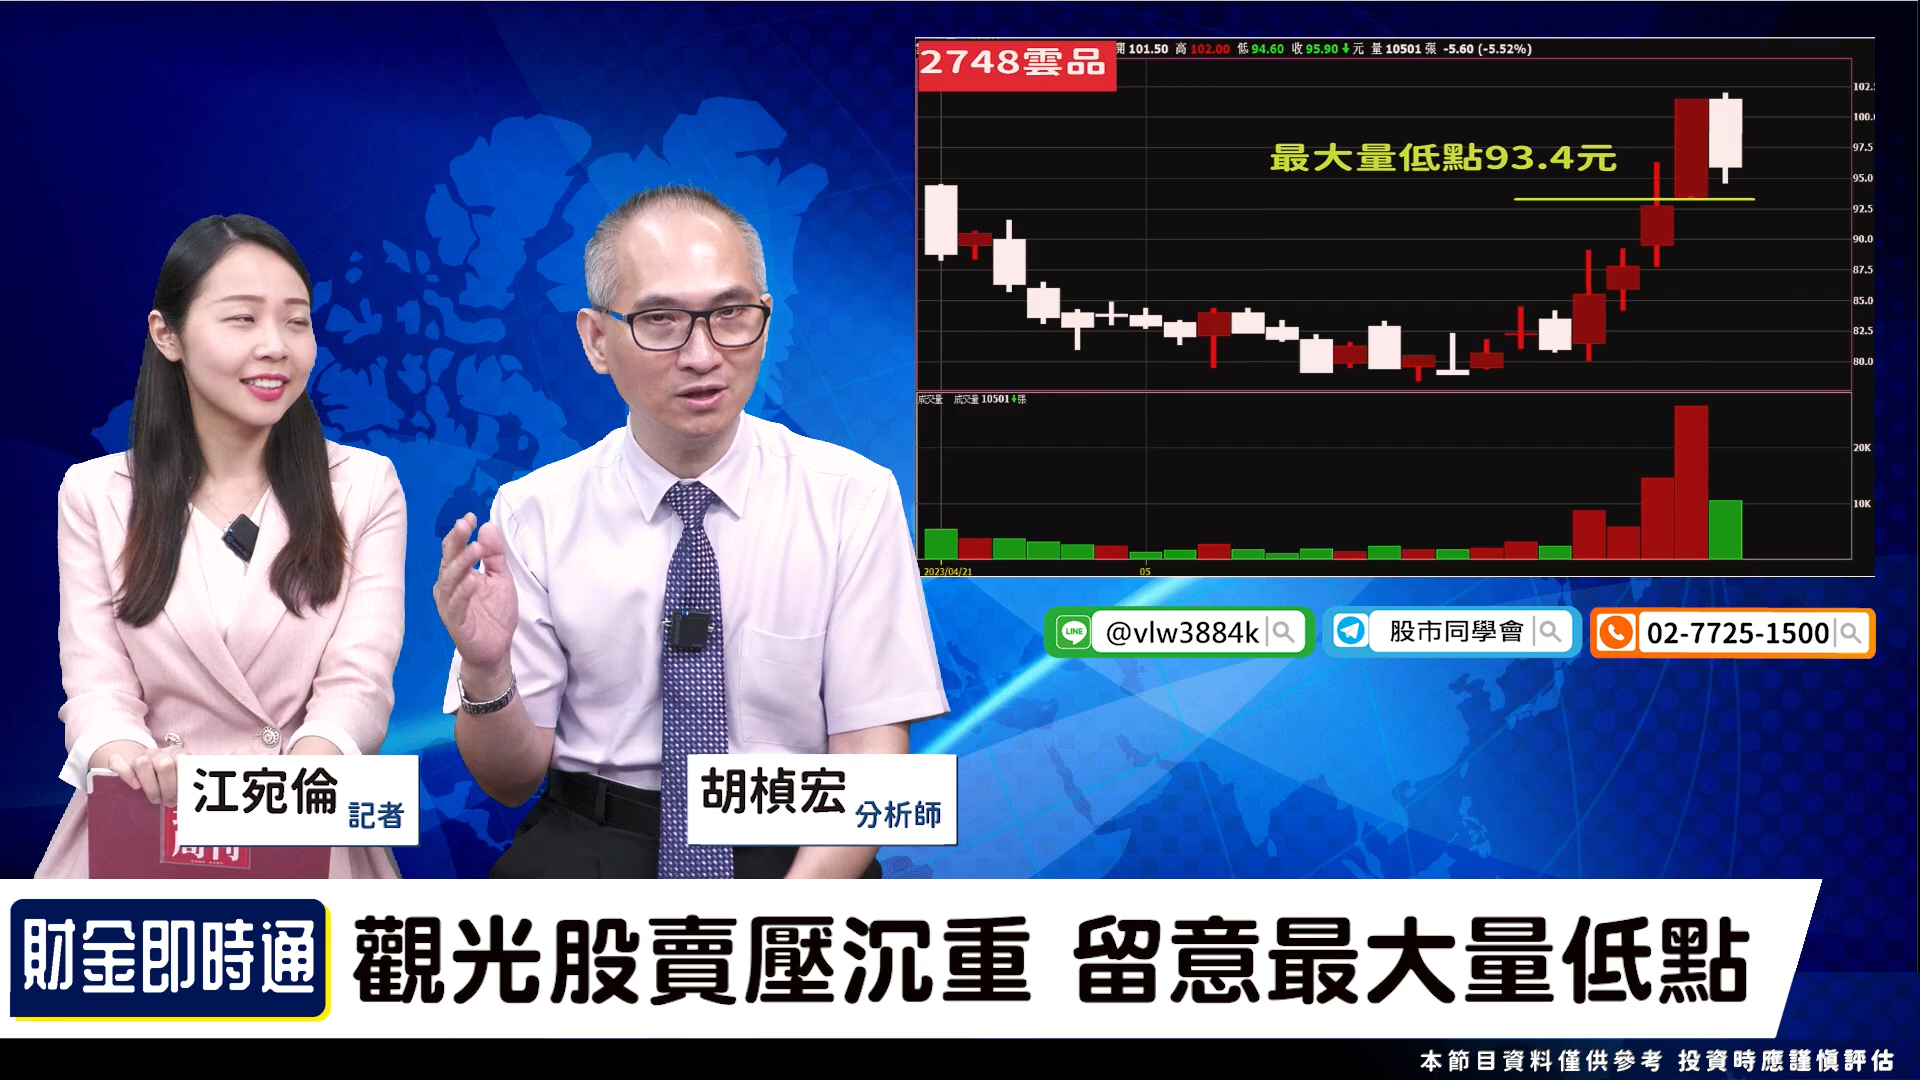 2748雲品
開 101.50 高 102.00 低 94.60 收 95.90 ↓ 元 量 10501 張 -5.60 (-5.52%)
最大量低點93.4元
100.0
97.5
95.0
92.5
90.0
87.5
85.0
82.5
80.0
成交量 成交量 10501 ↓ 張
20K
10K
2023/04/21
05
LINE
@vlw3884k
股市同學會
02-7725-1500
江宛倫 記者
胡楨宏 分析師
周刊
財金即時通
觀光股賣壓沉重 留意最大量低點
本節目資料僅供參考 投資時應謹慎評估